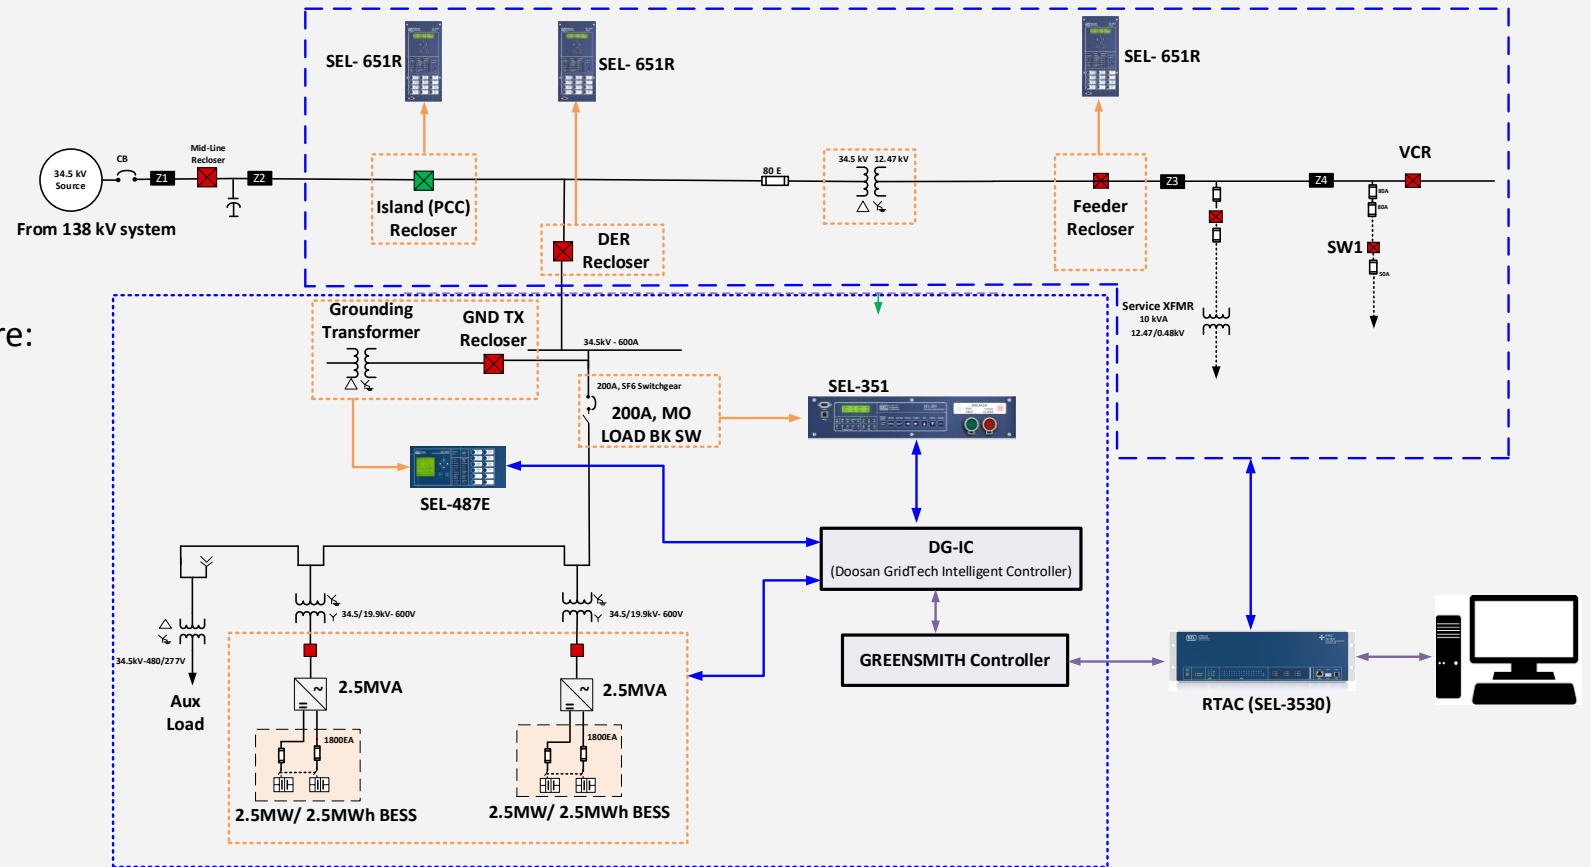 SEL- 651R
SEL- 651R
SEL- 651R
34.5 kV
Source
CB
Z1
Mid-Line
Recloser
Z2
From 138 kV system
Island (PCC)
Recloser
DER
Recloser
80 E
34.5 kV 12.47 kV
Feeder
Recloser
Z3
Z4
VCR
80A
80A
SW1
50A
Service XFMR
10 kVA
12.47/0.48kV
re:
Grounding
Transformer
GND TX
Recloser
34.5kV - 600A
200A, SF6 Switchgear
200A, MO
LOAD BK SW
SEL-351
SEL-487E
DG-IC
(Doosan GridTech Intelligent Controller)
GREENSMITH Controller
RTAC (SEL-3530)
34.5/19.9kV- 600V
34.5/19.9kV- 600V
34.5kV-480/277V
Aux
Load
2.5MVA
2.5MVA
1800EA
1800EA
2.5MW/ 2.5MWh BESS
2.5MW/ 2.5MWh BESS